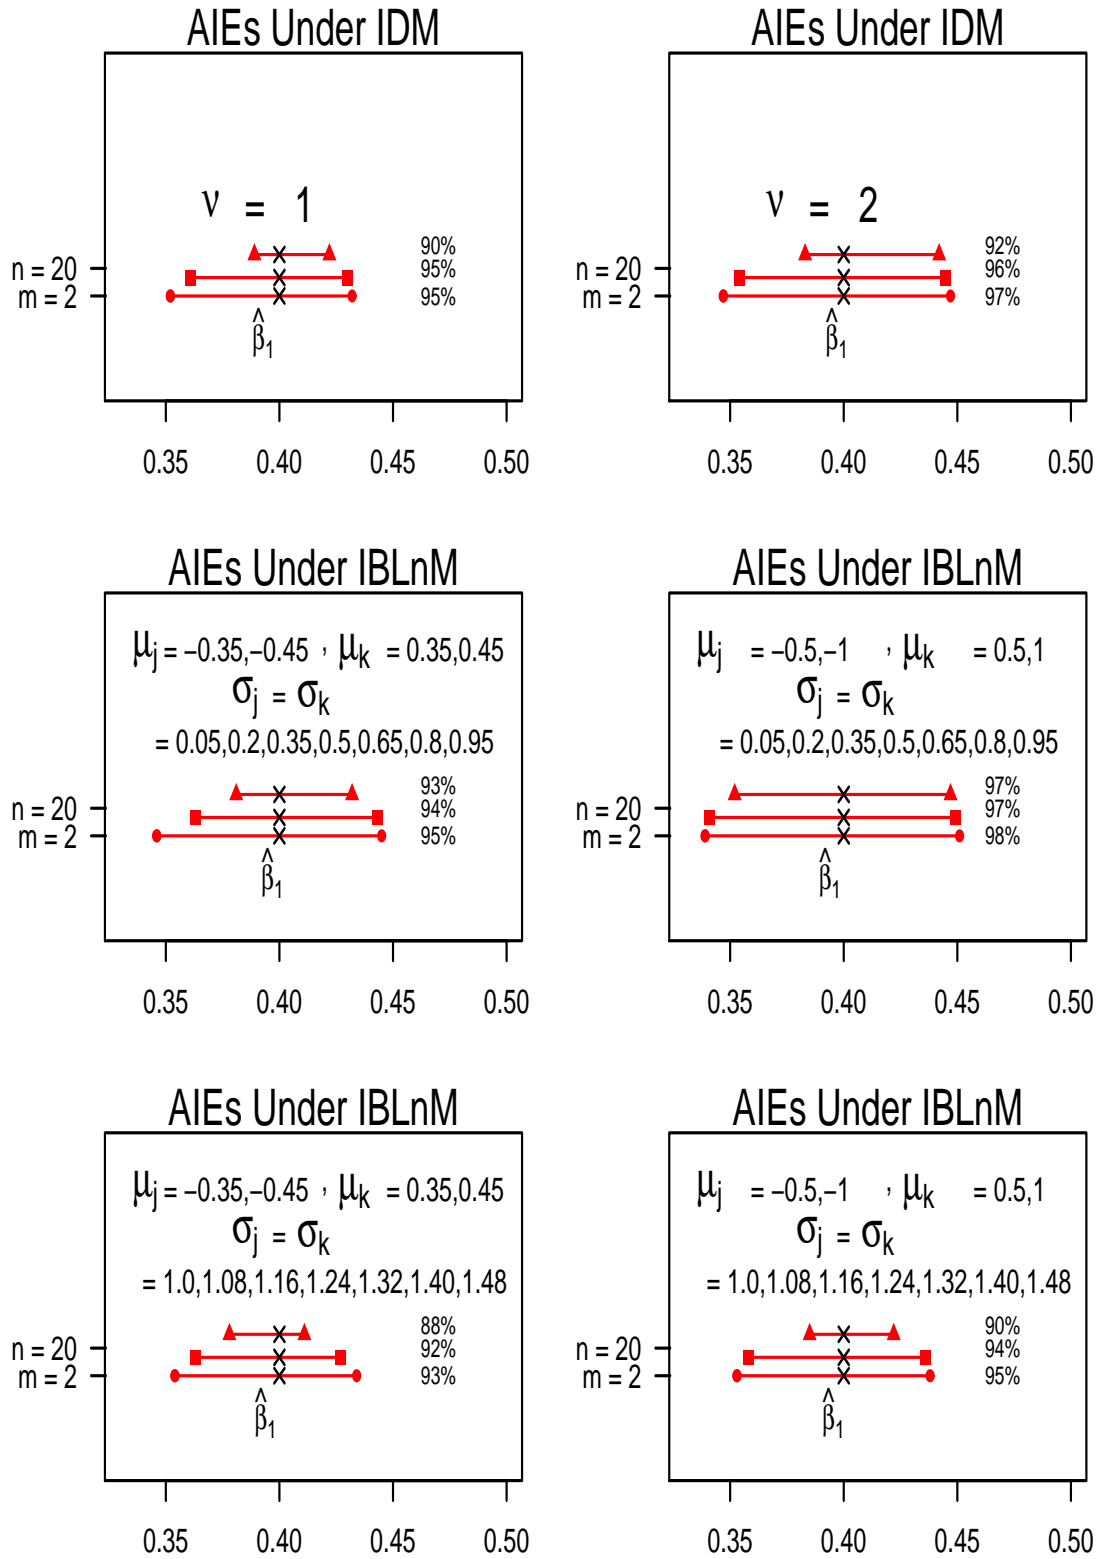 AIEs Under IDM
ν = 1
90%
n = 20
95%
m = 2
95%
β̂1
0.35 0.40 0.45 0.50
AIEs Under IDM
ν = 2
92%
n = 20
96%
m = 2
97%
β̂1
0.35 0.40 0.45 0.50
AIEs Under IBLnM
μj = −0.35,−0.45 , μk = 0.35,0.45
σj = σk
= 0.05,0.2,0.35,0.5,0.65,0.8,0.95
93%
n = 20
94%
m = 2
95%
β̂1
0.35 0.40 0.45 0.50
AIEs Under IBLnM
μj = −0.5,−1 , μk = 0.5,1
σj = σk
= 0.05,0.2,0.35,0.5,0.65,0.8,0.95
97%
n = 20
97%
m = 2
98%
β̂1
0.35 0.40 0.45 0.50
AIEs Under IBLnM
μj = −0.35,−0.45 , μk = 0.35,0.45
σj = σk
= 1.0,1.08,1.16,1.24,1.32,1.40,1.48
88%
n = 20
92%
m = 2
93%
β̂1
0.35 0.40 0.45 0.50
AIEs Under IBLnM
μj = −0.5,−1 , μk = 0.5,1
σj = σk
= 1.0,1.08,1.16,1.24,1.32,1.40,1.48
90%
n = 20
94%
m = 2
95%
β̂1
0.35 0.40 0.45 0.50